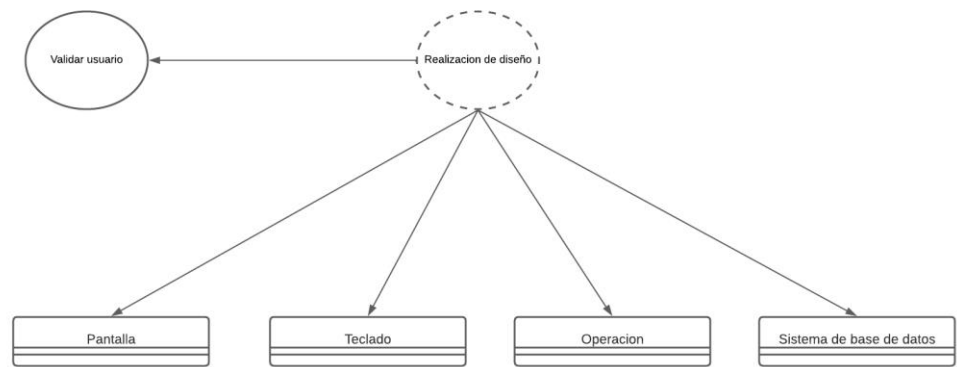 Validar usuario
Realizacion de diseño
Pantalla
Teclado
Operacion
Sistema de base de datos